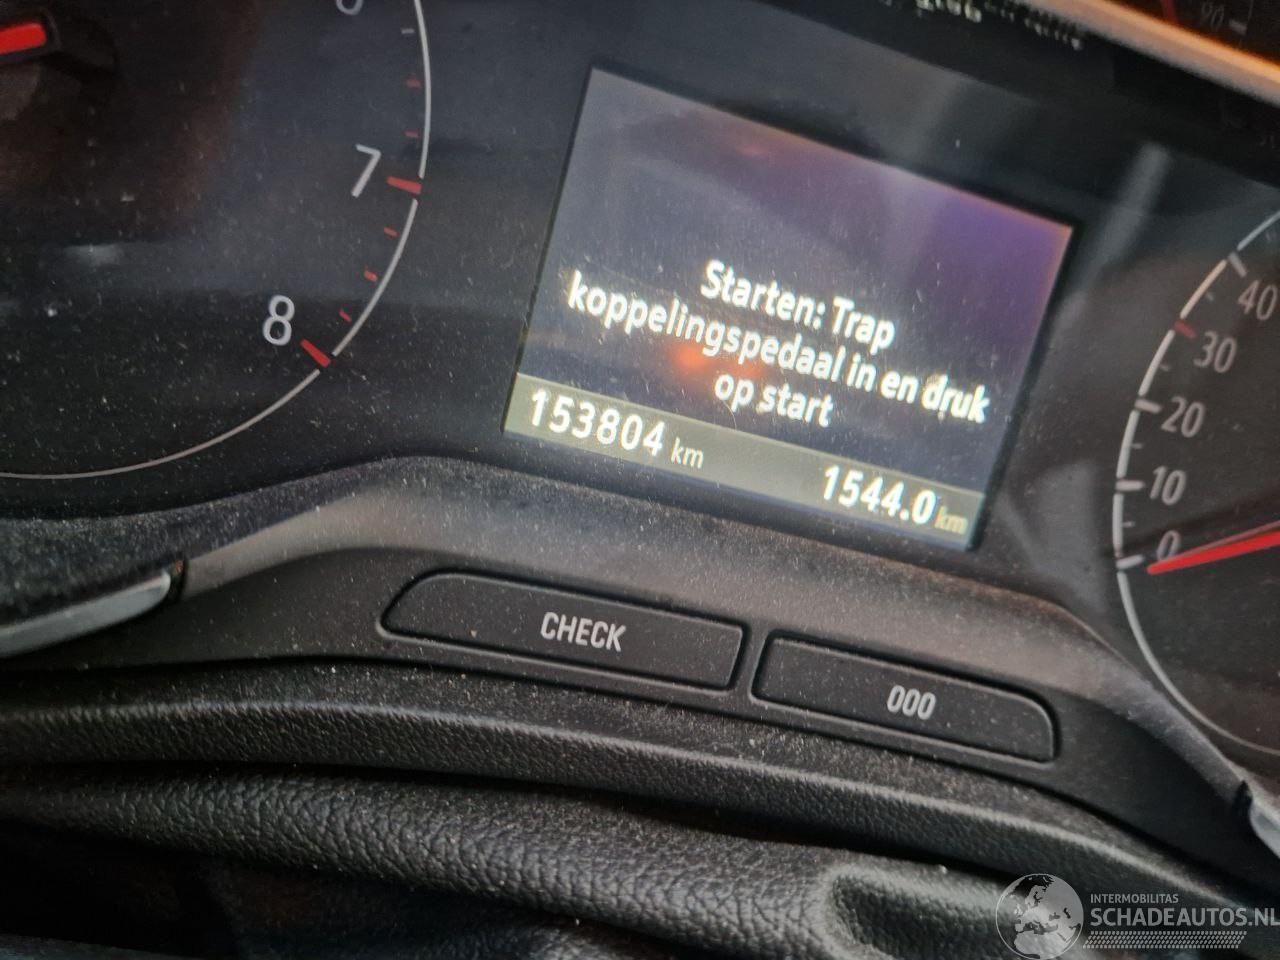 7
8
Starten: Trap
koppelingspedaal in en druk
op start
153804 km
1544.0 km
40
30
20
10
0
CHECK
000
INTERMOBILITAS
SCHADEAUTOS.NL